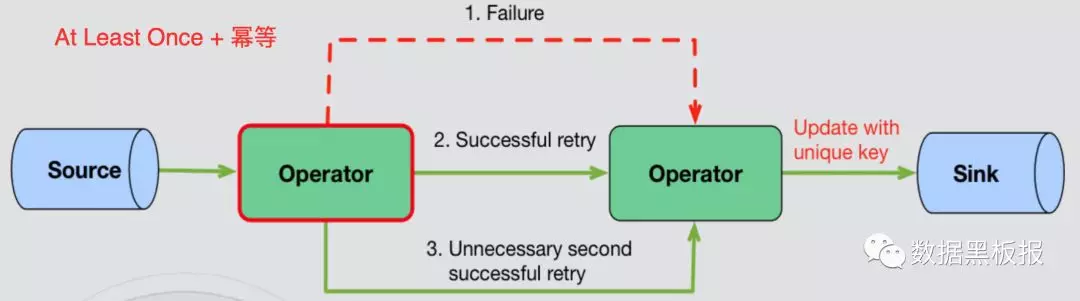 At Least Once + 幂等
1. Failure
Source
Operator
2. Successful retry
Operator
Update with
unique key
Sink
3. Unnecessary second
successful retry
数据黑板报